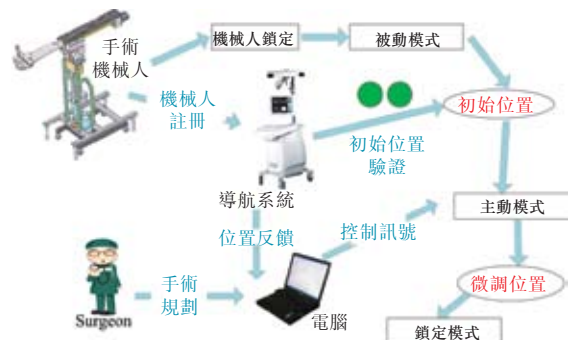 手術
機械人
機械人鎖定
被動模式
機械人
註冊
初始位置
初始位置
驗證
導航系統
主動模式
位置反饋
控制訊號
手術
規劃
微調位置
Surgeon
電腦
鎖定模式